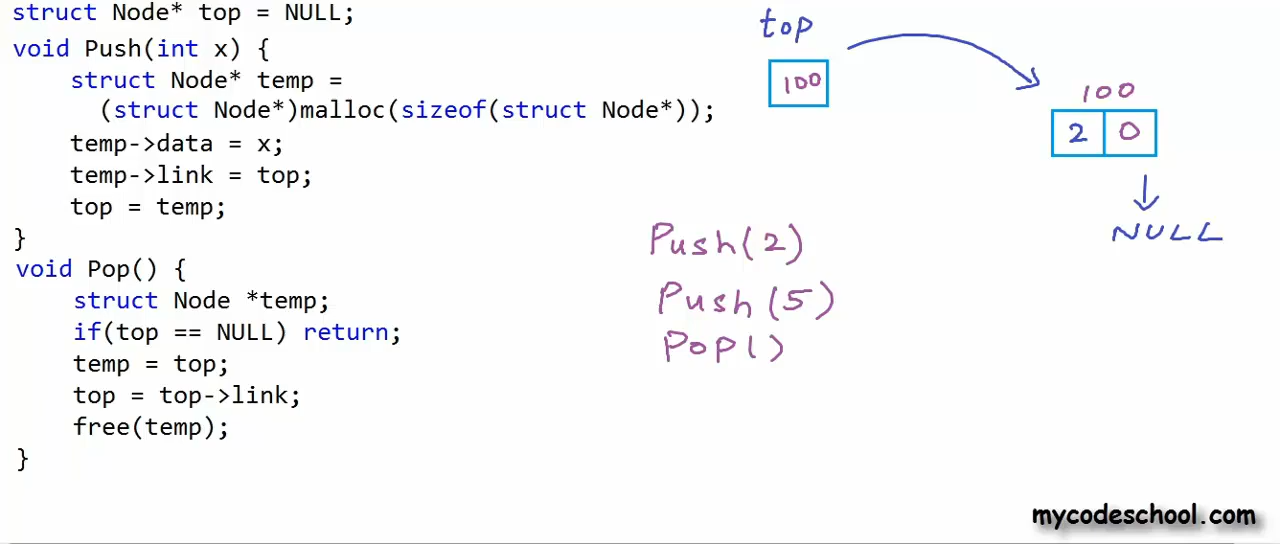 struct Node* top = NULL;
void Push(int x) {
struct Node* temp =
(struct Node*)malloc(sizeof(struct Node*));
temp->data = x;
temp->link = top;
top = temp;
}
void Pop() {
struct Node *temp;
if(top == NULL) return;
temp = top;
top = top->link;
free(temp);
}
top
100
100
2 0
NULL
Push(2)
Push(5)
Pop()
mycodeschool.com